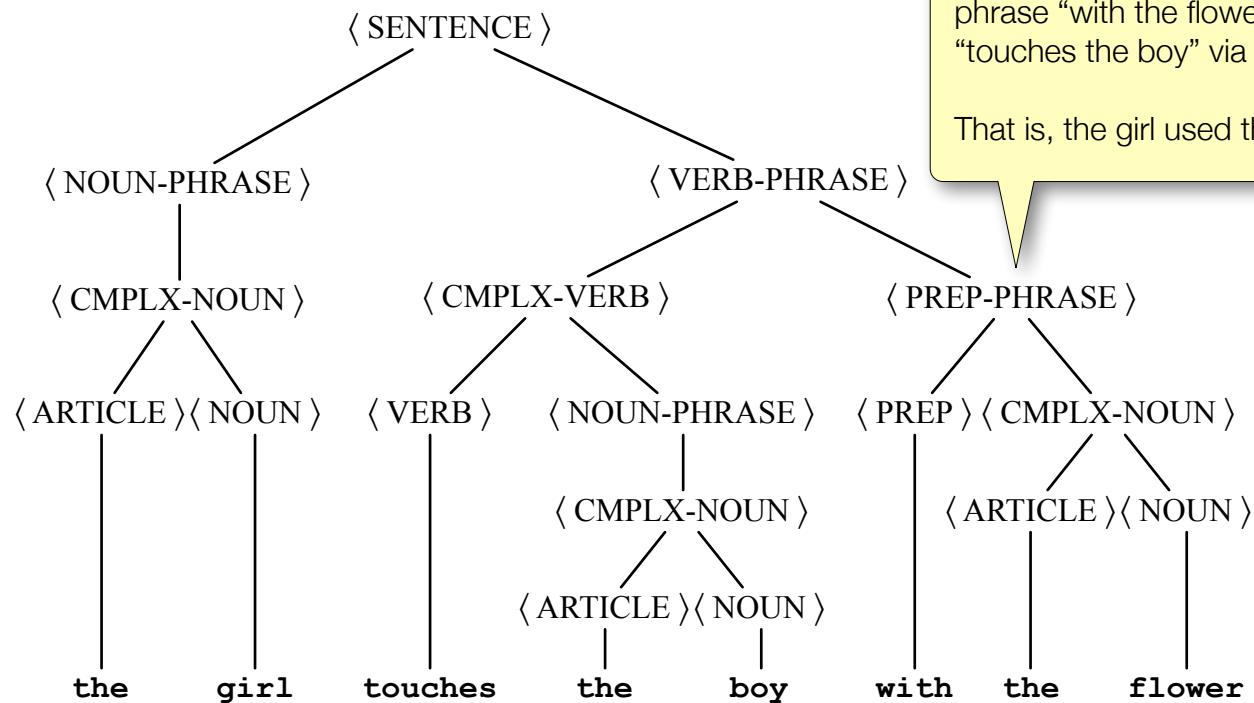 phrase “with the flowe
“touches the boy” via
That is, the girl used th
⟨ SENTENCE ⟩
⟨ NOUN-PHRASE ⟩ ⟨ VERB-PHRASE ⟩
⟨ CMPLX-NOUN ⟩ ⟨ CMPLX-VERB ⟩ ⟨ PREP-PHRASE ⟩
⟨ ARTICLE ⟩⟨ NOUN ⟩ ⟨ VERB ⟩ ⟨ NOUN-PHRASE ⟩ ⟨ PREP ⟩ ⟨ CMPLX-NOUN ⟩
⟨ CMPLX-NOUN ⟩ ⟨ ARTICLE ⟩⟨ NOUN ⟩
⟨ ARTICLE ⟩⟨ NOUN ⟩
the girl touches the boy with the flower